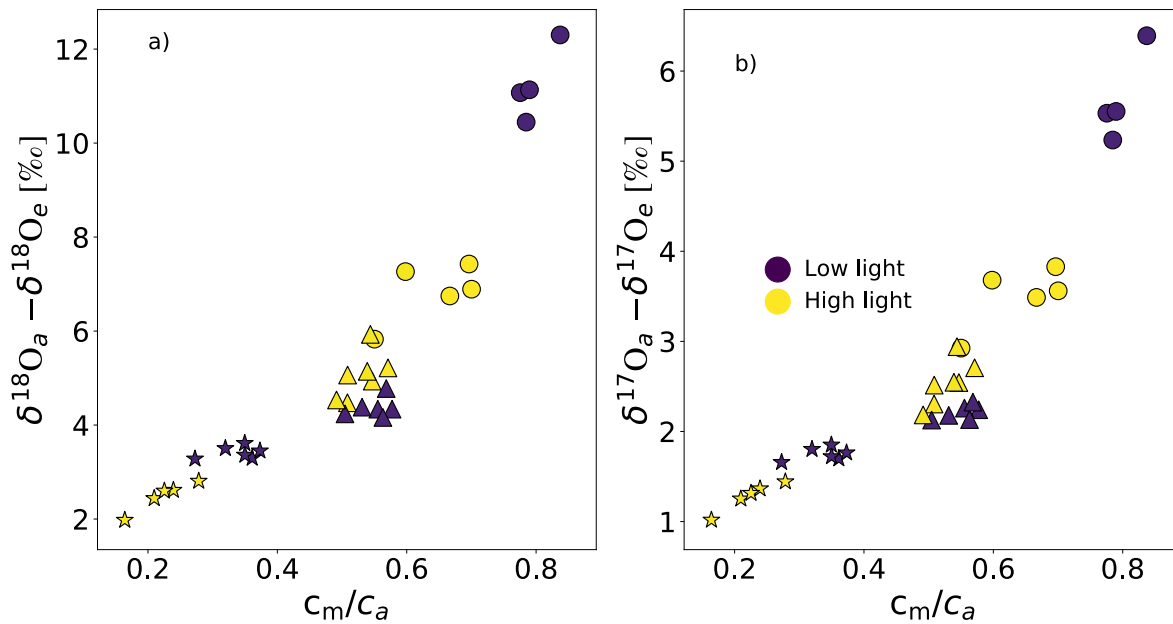 a)
12
10
8
6
4
2
δ¹⁸Oₐ − δ¹⁸Oₑ [‰]
0.2 0.4 0.6 0.8
cₘ/cₐ
b)
6
5
4
3
2
1
δ¹⁷Oₐ − δ¹⁷Oₑ [‰]
Low light
High light
0.2 0.4 0.6 0.8
cₘ/cₐ